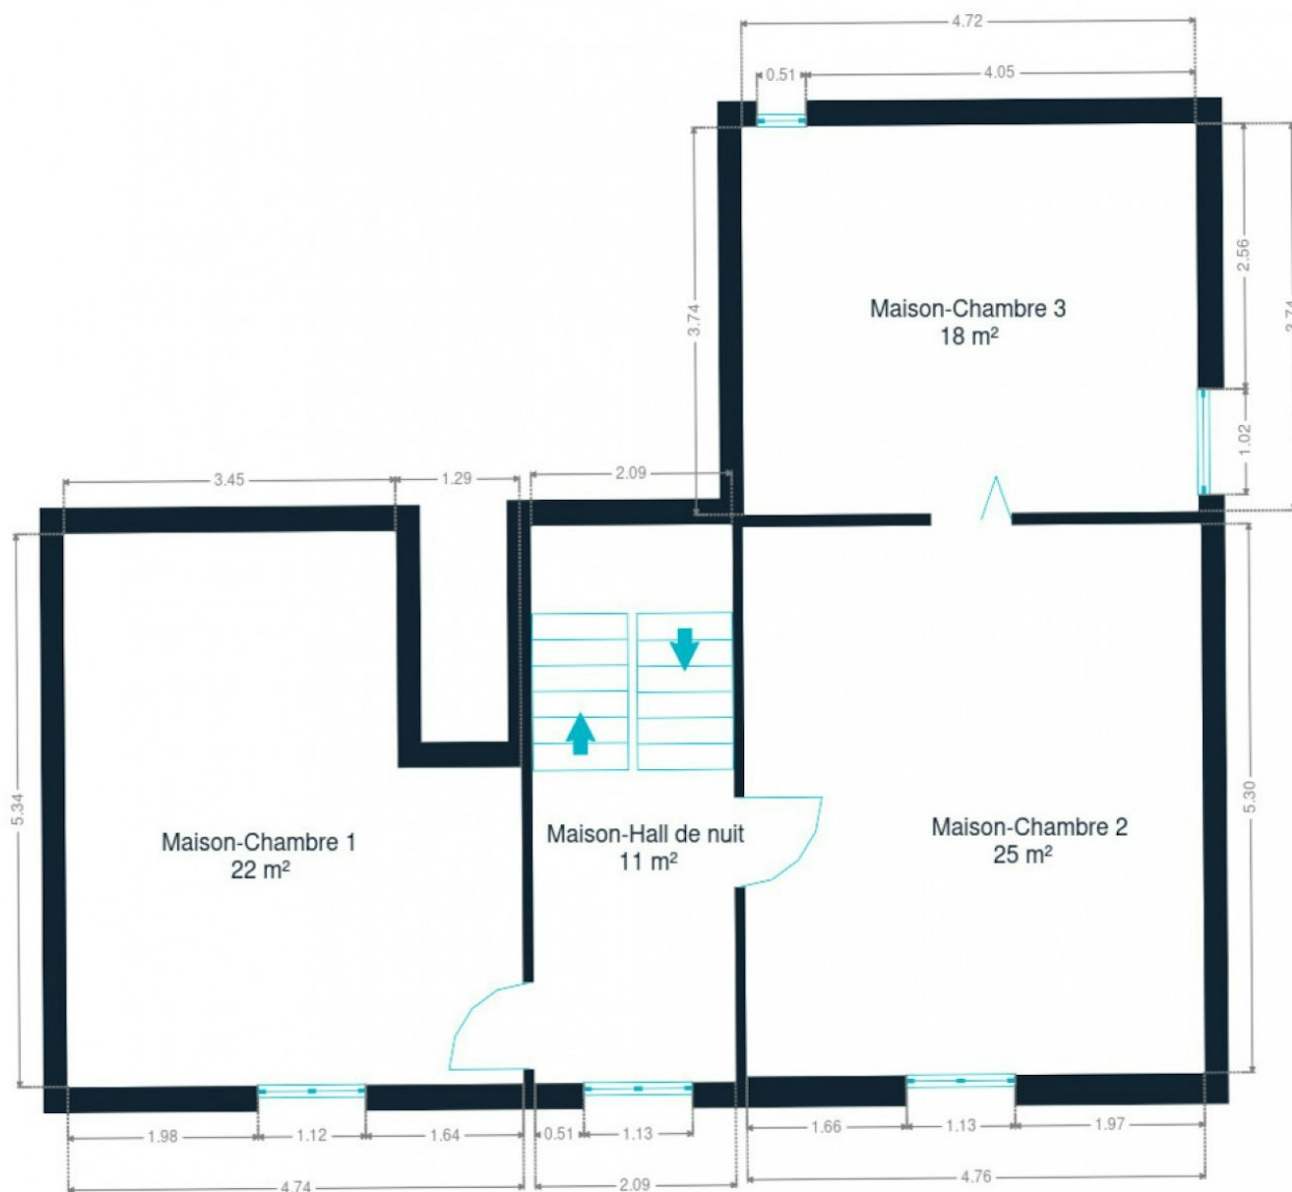 4.72
0.51
4.05
2.56
3.74
3.74
Maison-Chambre 3
18 m²
1.02
3.45
1.29
2.09
5.34
5.30
Maison-Chambre 1
22 m²
Maison-Hall de nuit
11 m²
Maison-Chambre 2
25 m²
1.98
1.12
1.64
0.51
1.13
1.66
1.13
1.97
4.74
2.09
4.76